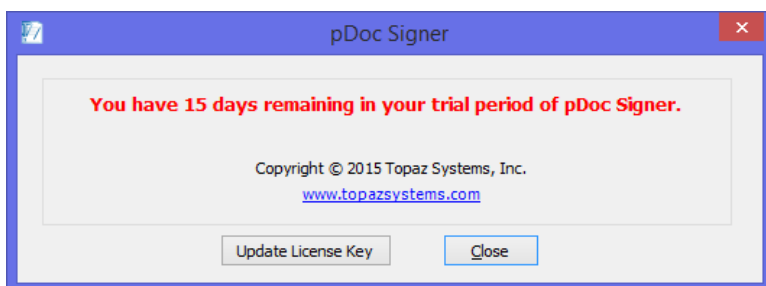 pDoc Signer
You have 15 days remaining in your trial period of pDoc Signer.
Copyright © 2015 Topaz Systems, Inc.
www.topazsystems.com
Update License Key
Close